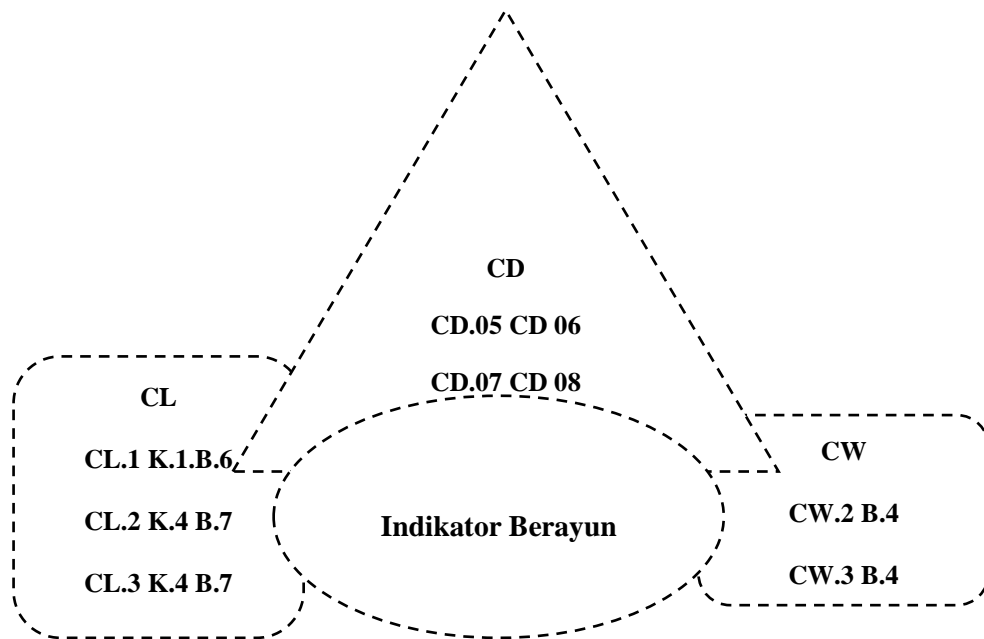 CD
CD.05 CD 06
CD.07 CD 08
CL
CL.1 K.1.B.6
CL.2 K.4 B.7
CL.3 K.4 B.7
Indikator Berayun
CW
CW.2 B.4
CW.3 B.4